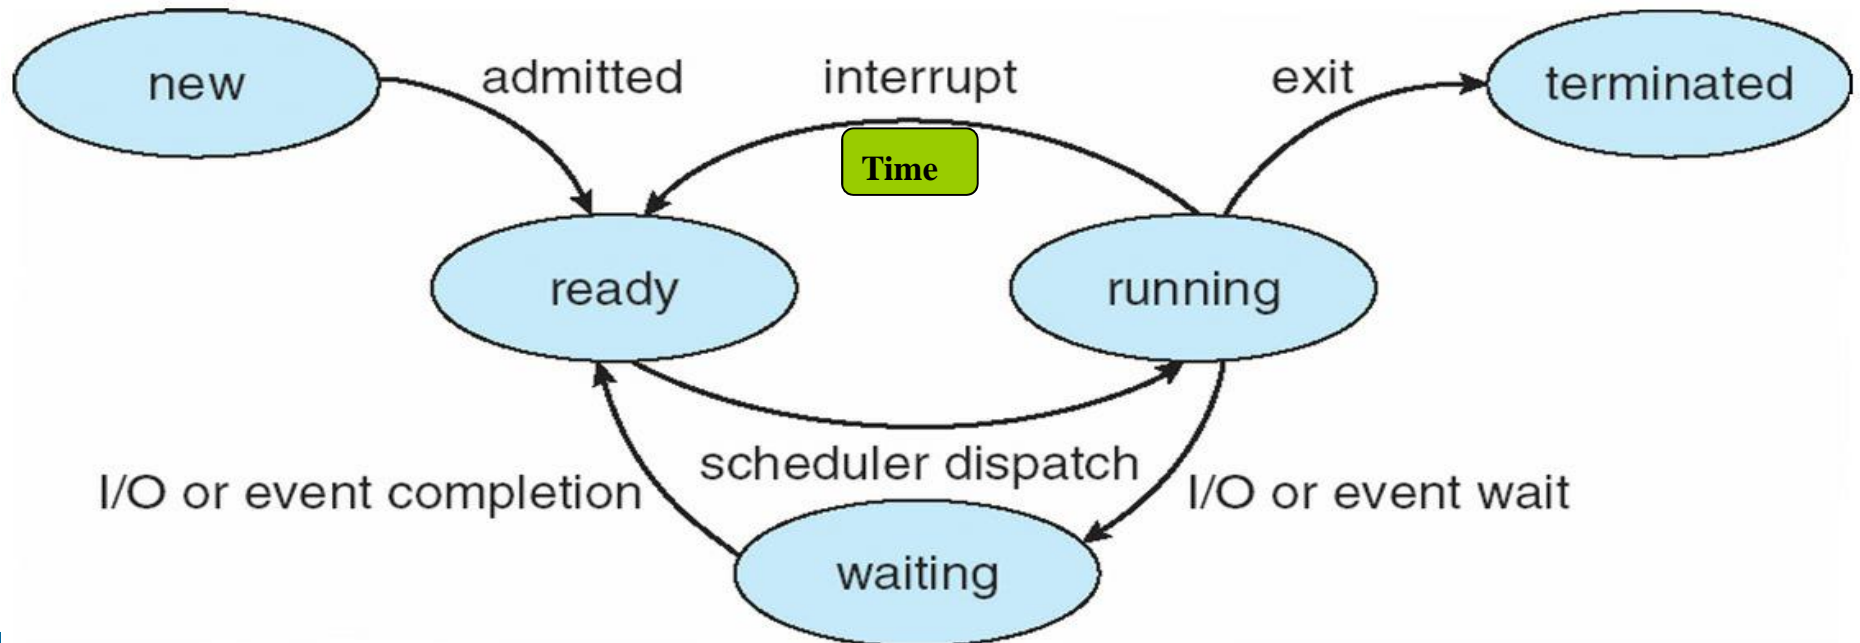 new
admitted
interrupt
exit
terminated
Time
ready
running
scheduler dispatch
I/O or event completion
I/O or event wait
waiting